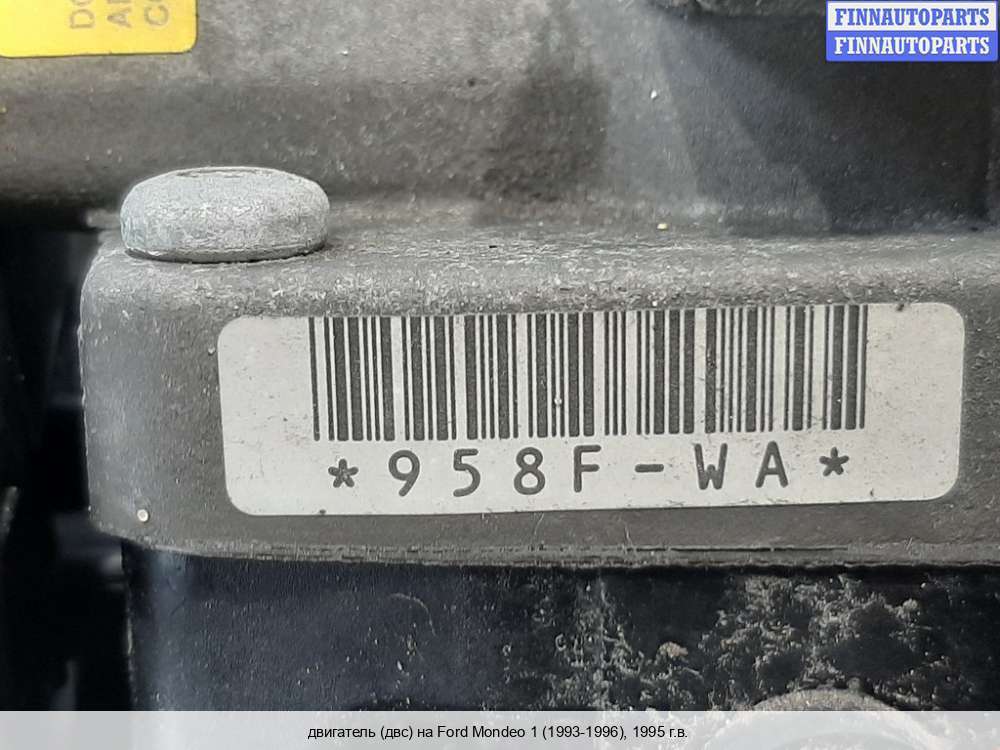 FINNAUTOPARTS
FINNAUTOPARTS
*958F-WA*
двигатель (двс) на Ford Mondeo 1 (1993-1996), 1995 г.в.